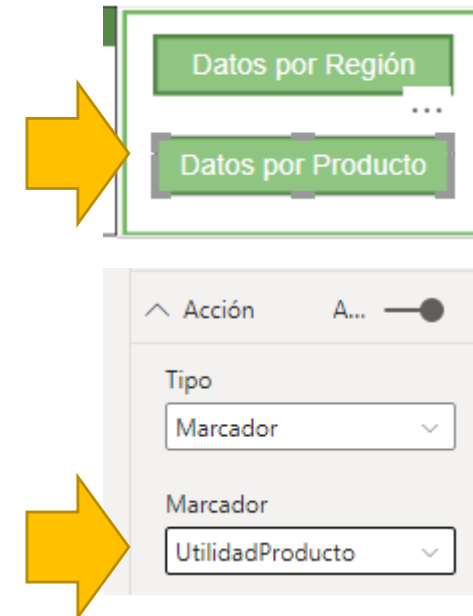 Datos por Región
...
Datos por Producto
Acción A...
Tipo
Marcador
Marcador
UtilidadProducto